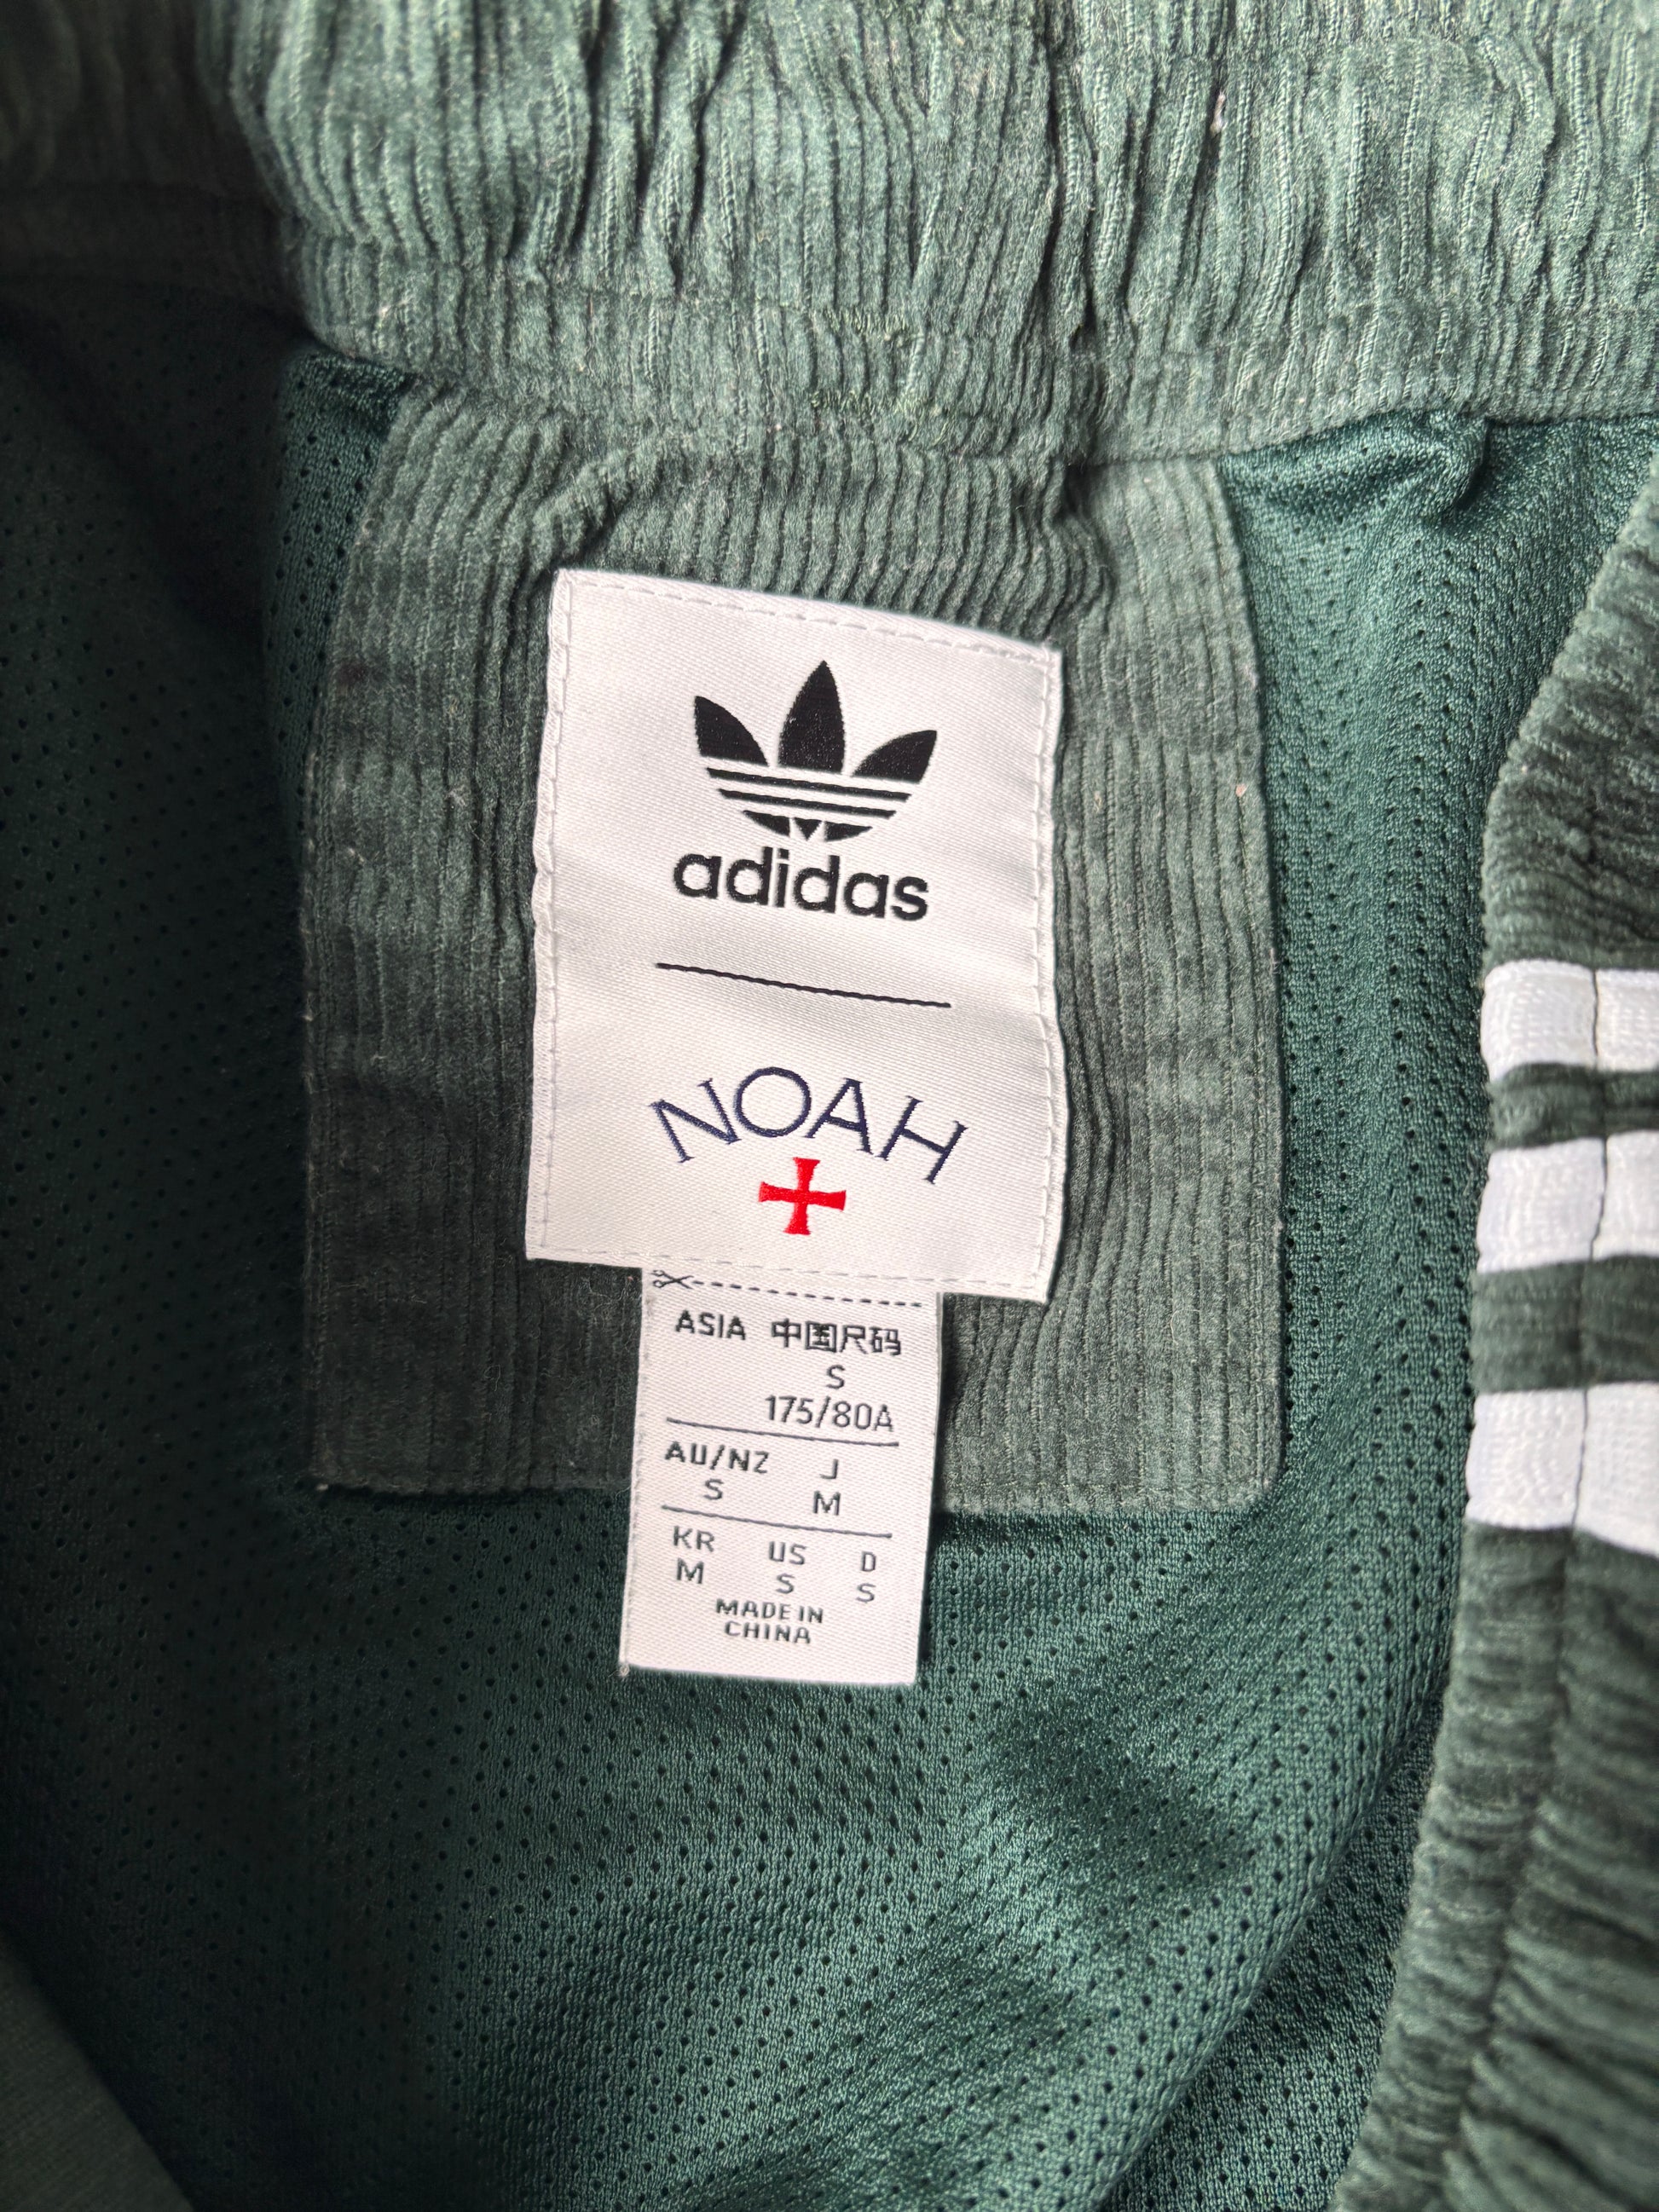 adidas
NOAH
ASIA 中国尺码
S
175/80A
AU/NZ J
S M
KR US D
M S S
MADE IN
CHINA